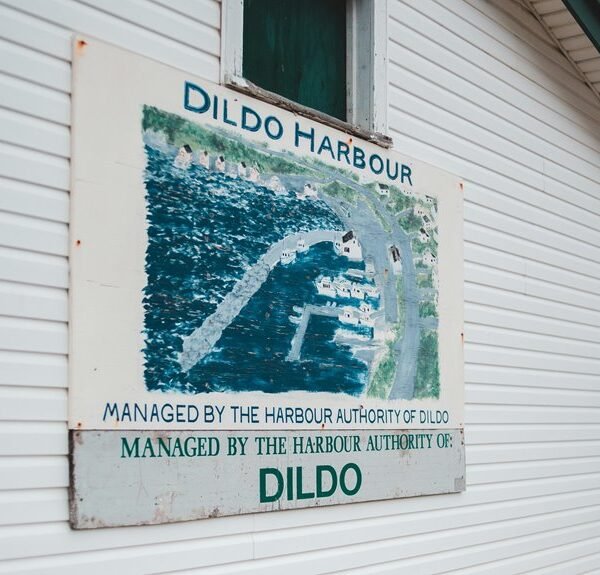 DILDO HARBOUR
MANAGED BY THE HARBOUR AUTHORITY OF DILDO
MANAGED BY THE HARBOUR AUTHORITY OF:
DILDO